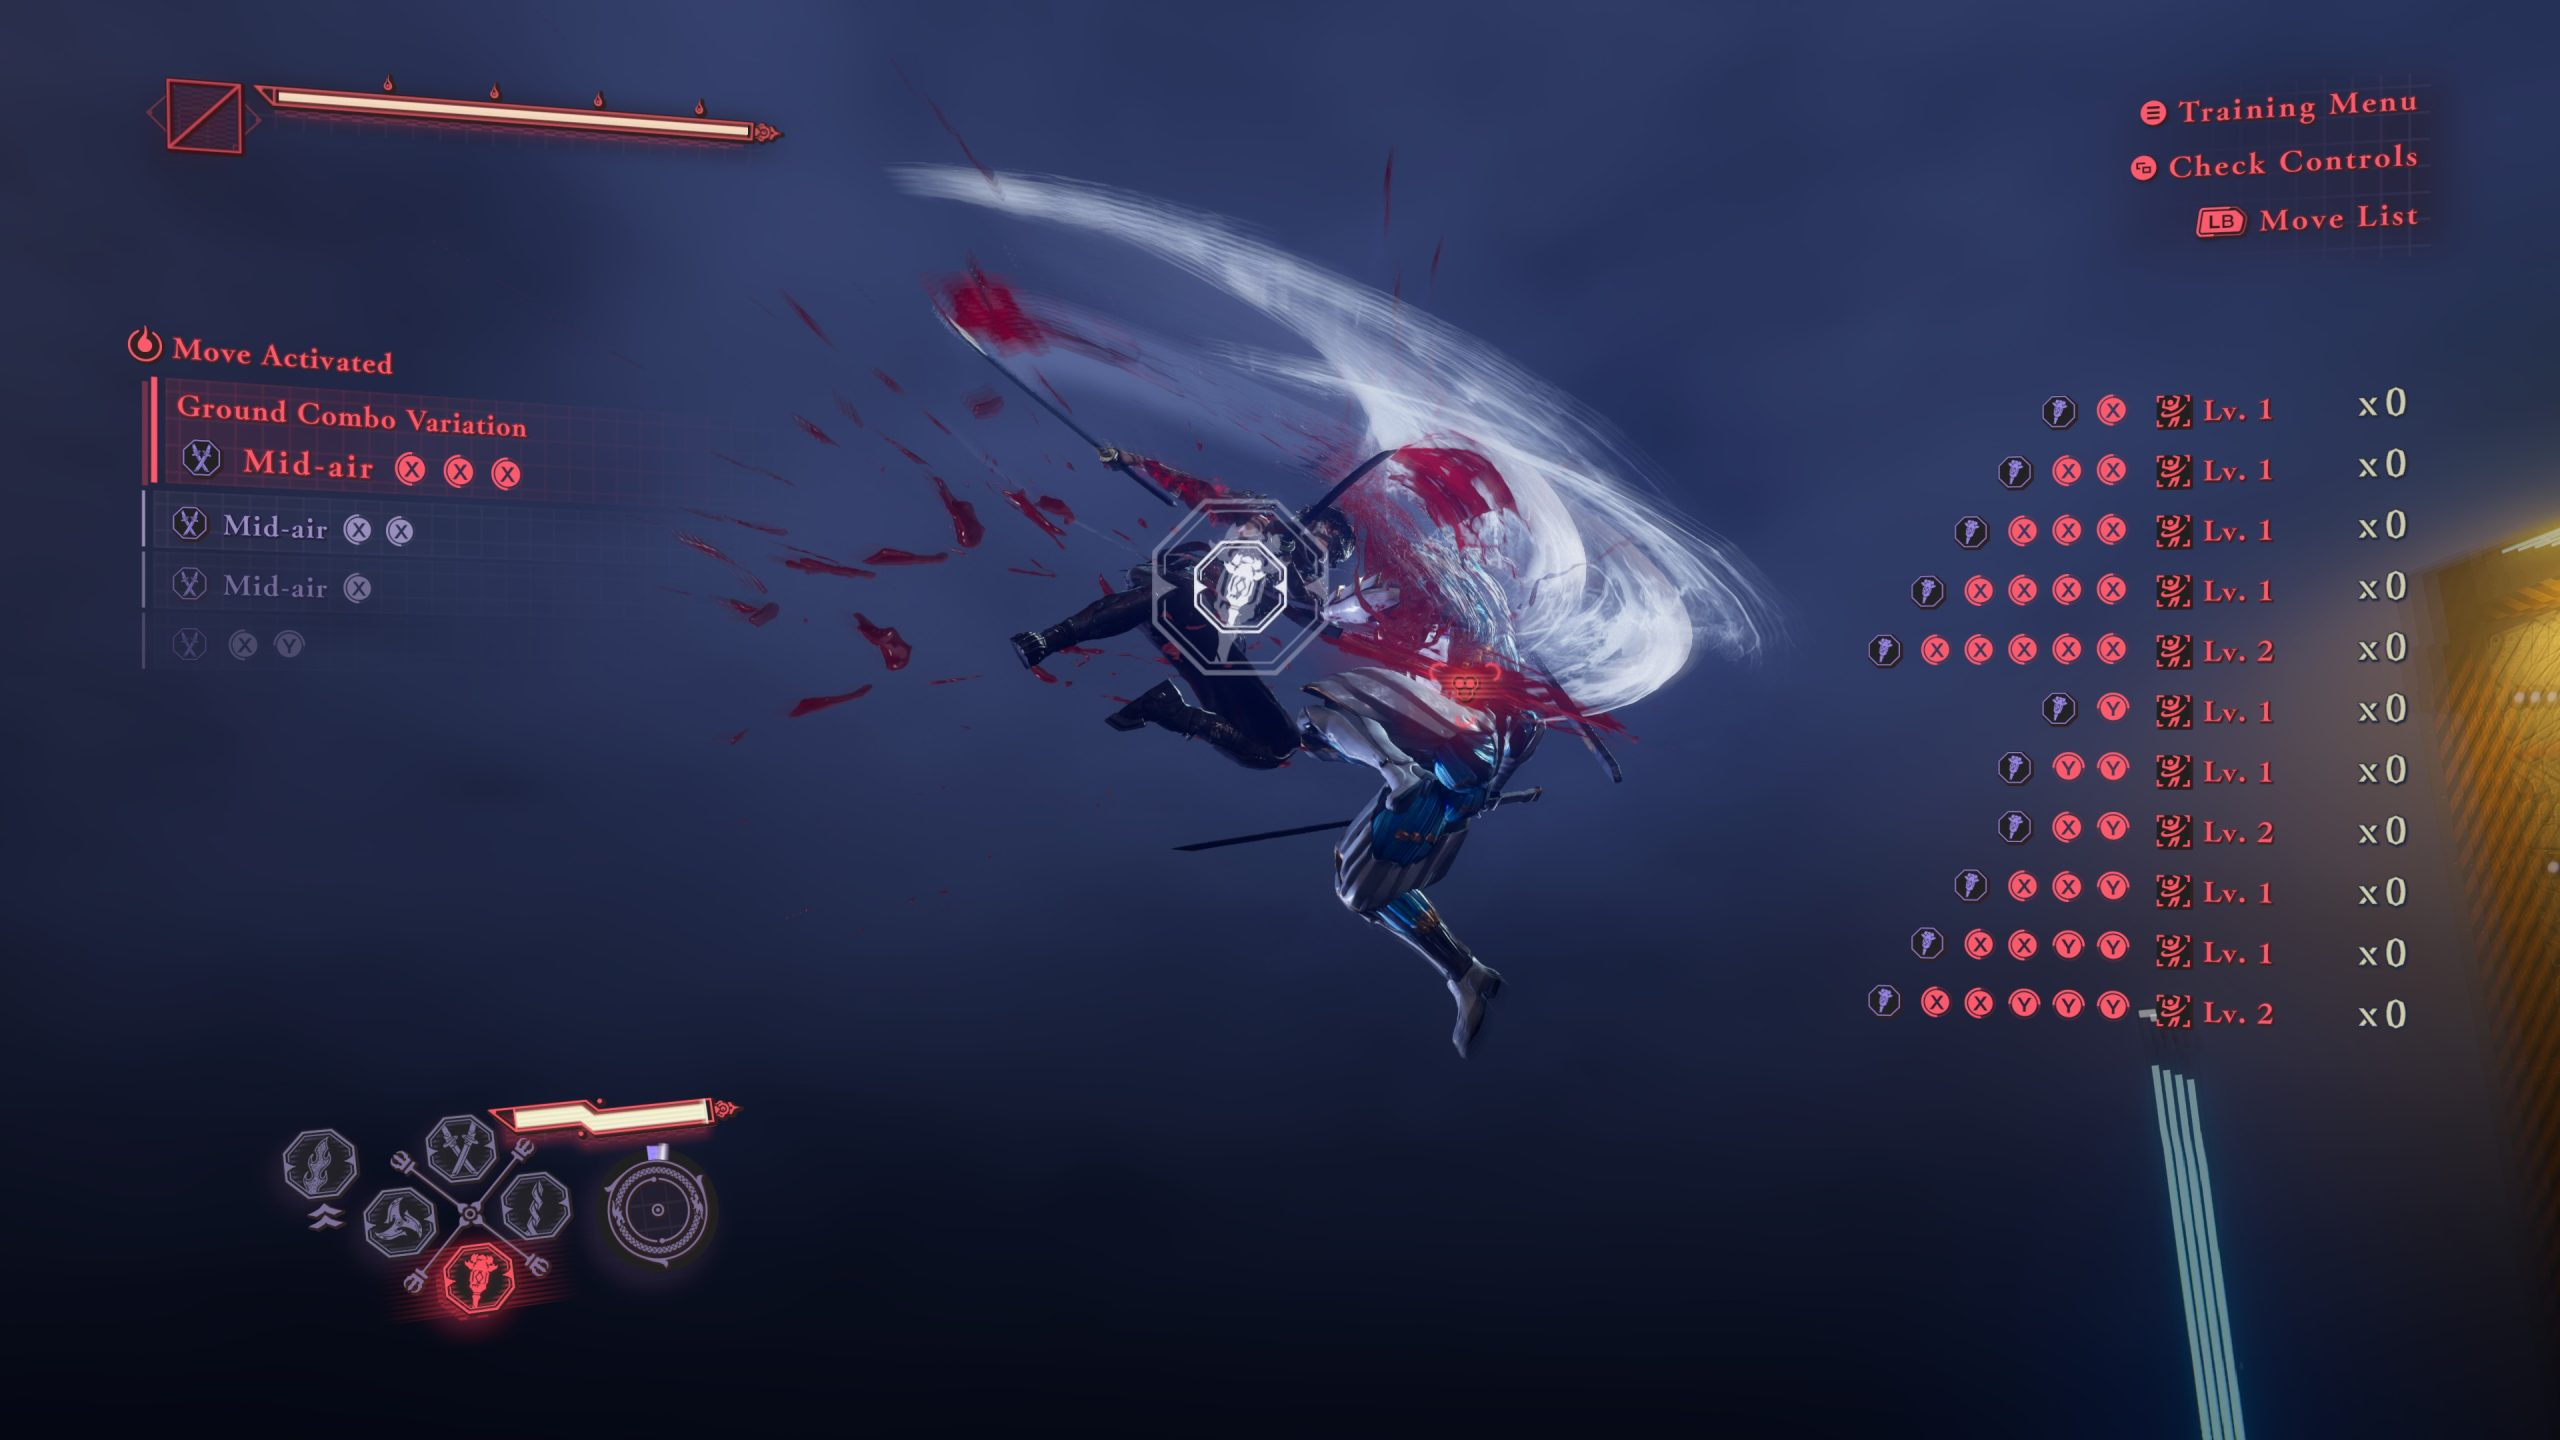 Training Menu
Check Controls
LB Move List
Move Activated
Ground Combo Variation
Mid-air X X X
Mid-air X X
Mid-air X
X Y
X Lv. 1 x0
X X Lv. 1 x0
X X X Lv. 1 x0
X X X X Lv. 1 x0
X X X X X Lv. 2 x0
Y Lv. 1 x0
Y Y Lv. 1 x0
X Y Lv. 2 x0
X X Y Lv. 1 x0
X X Y Y Lv. 1 x0
X X Y Y Y Lv. 2 x0